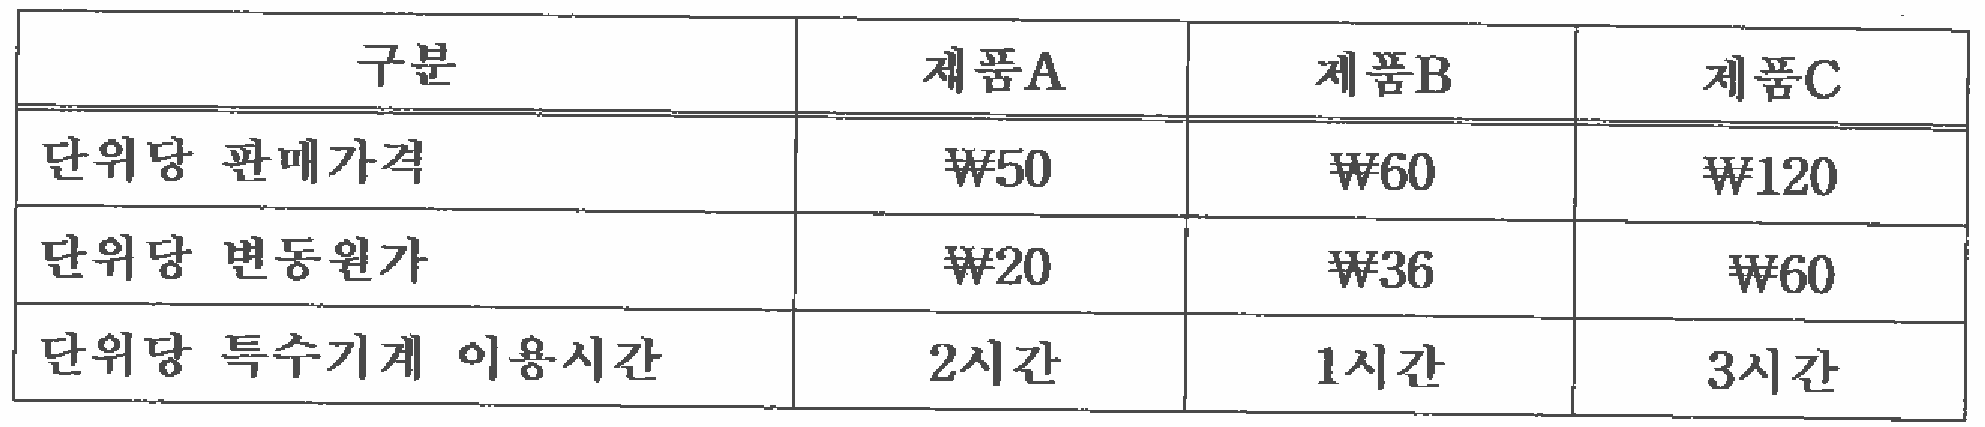 구분 제품A 제품B 제품C
단위당 판매가격 ₩50 ₩60 ₩120
단위당 변동원가 ₩20 ₩36 ₩60
단위당 특수기계 이용시간 2시간 1시간 3시간